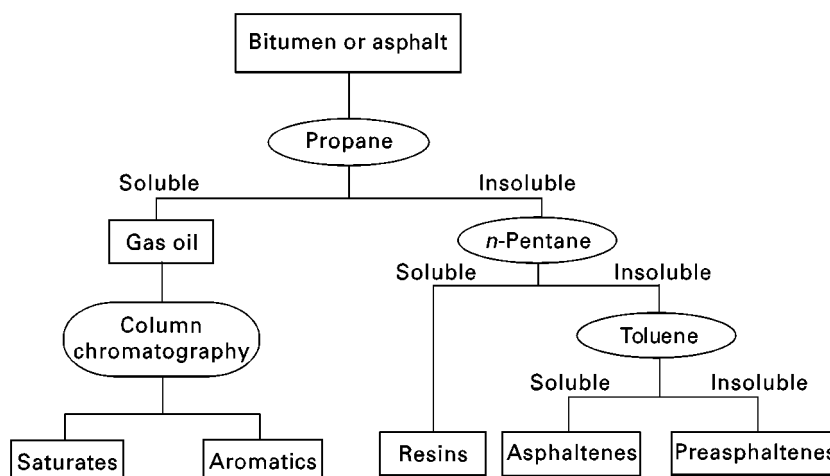 Bitumen or asphalt
Propane
Soluble Insoluble
Gas oil n-Pentane
Soluble Insoluble
Column
chromatography
Toluene
Soluble Insoluble
Saturates Aromatics Resins Asphaltenes Preasphaltenes